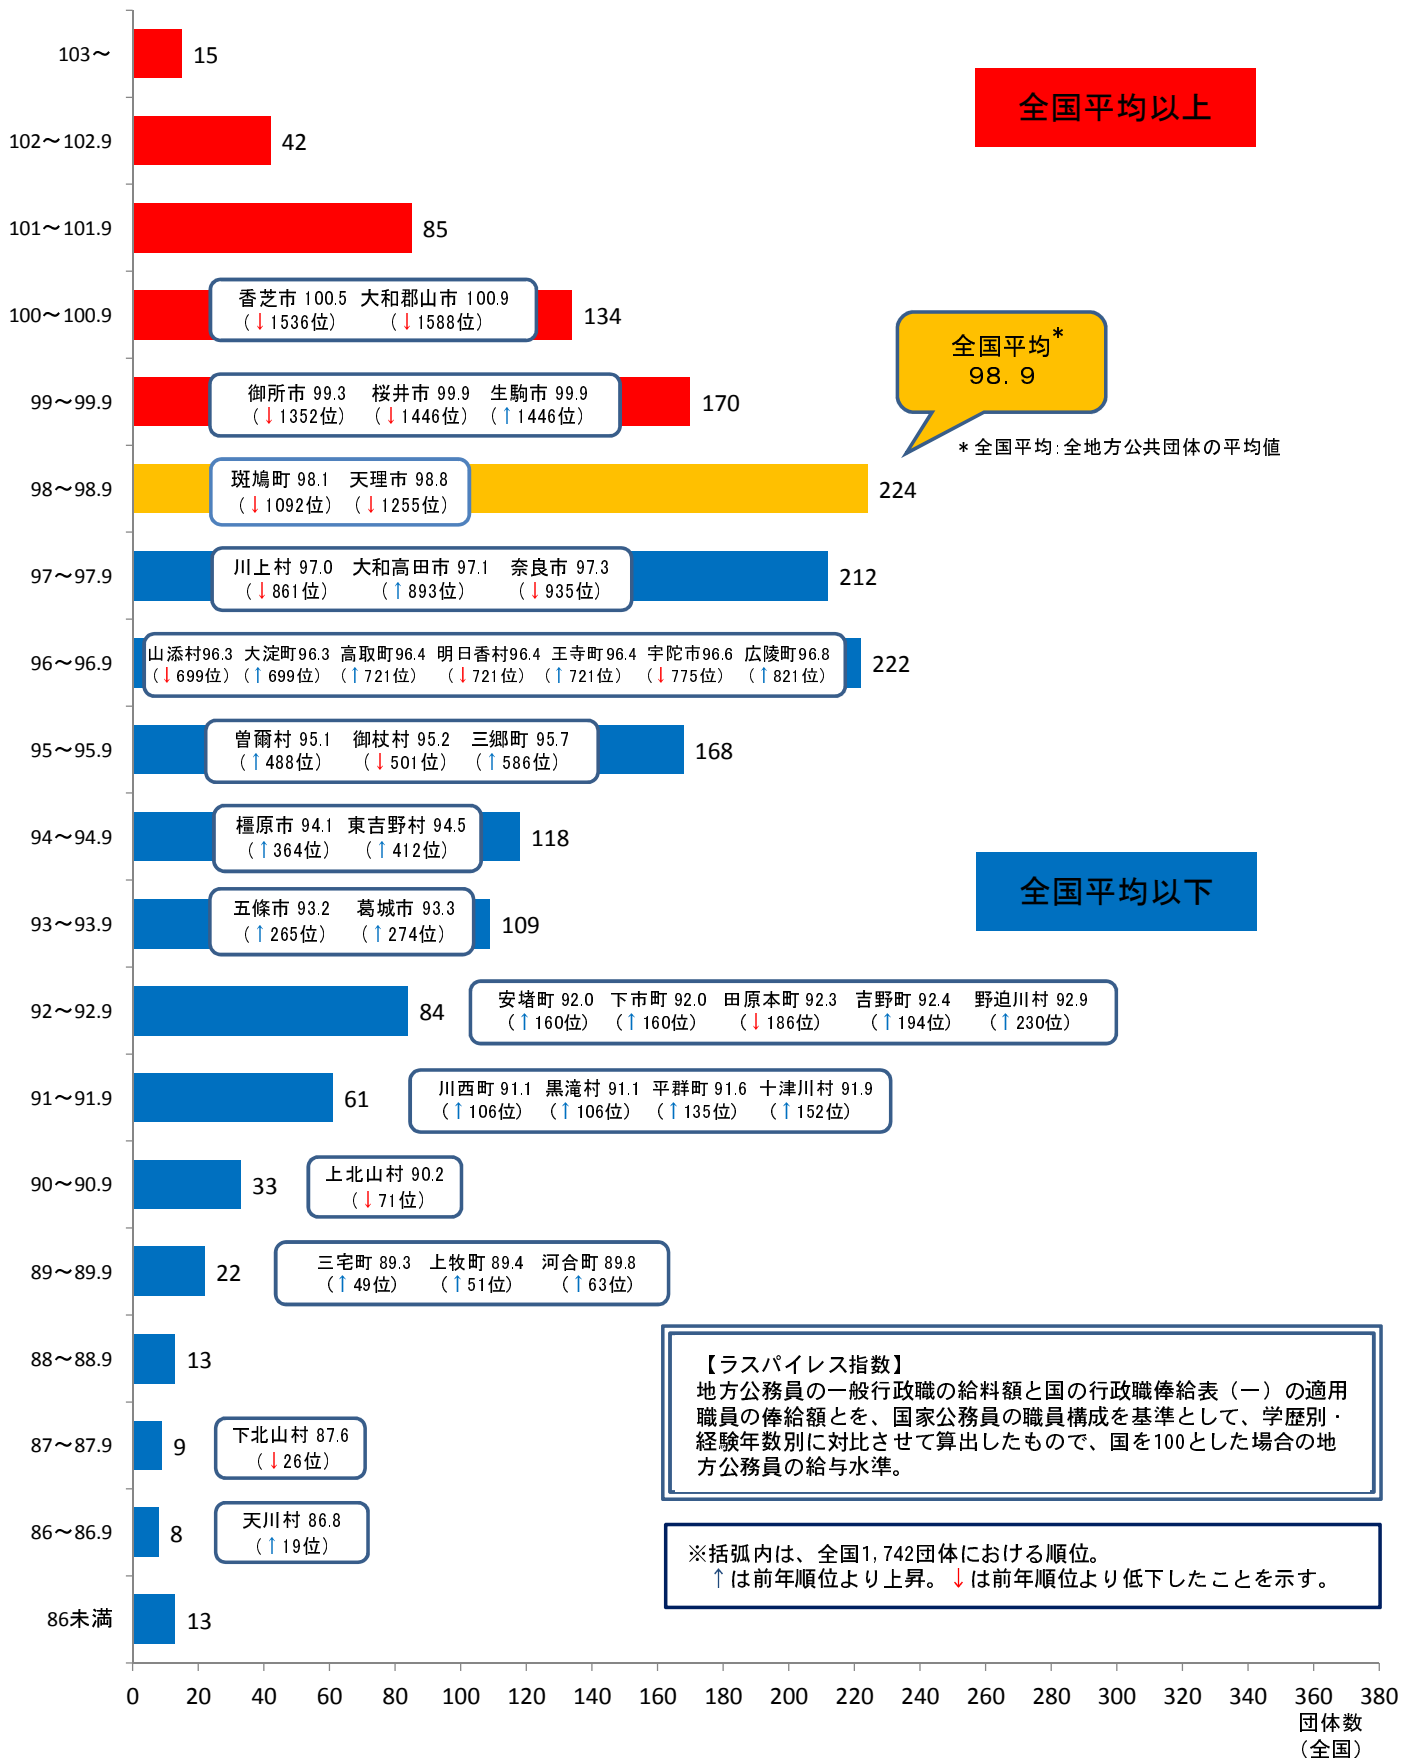 103～
15
全国平均以上
102～102.9
42
101～101.9
85
100～100.9
香芝市 100.5 大和郡山市 100.9
（↓1536位） （↓1588位）
134
全国平均*
98.9
99～99.9
御所市 99.3 桜井市 99.9 生駒市 99.9
（↓1352位） （↓1446位） （↑1446位）
170
*全国平均:全地方公共団体の平均値
98～98.9
斑鳩町 98.1 天理市 98.8
（↓1092位） （↓1255位）
224
97～97.9
川上村 97.0 大和高田市 97.1 奈良市 97.3
（↓861位） （↑893位） （↓935位）
212
96～96.9
山添村96.3 大淀町96.3 高取町96.4 明日香村96.4 王寺町96.4 宇陀市96.6 広陵町96.8
（↓699位） （↑699位） （↑721位） （↓721位） （↑721位） （↓775位） （↑821位）
222
95～95.9
曽爾村 95.1 御杖村 95.2 三郷町 95.7
（↑488位） （↓501位） （↑586位）
168
94～94.9
橿原市 94.1 東吉野村 94.5
（↑364位） （↑412位）
118
全国平均以下
93～93.9
五條市 93.2 葛城市 93.3
（↑265位） （↑274位）
109
92～92.9
84
安堵町 92.0 下市町 92.0 田原本町 92.3 吉野町 92.4 野迫川村 92.9
（↑160位） （↑160位） （↓186位） （↑194位） （↑230位）
91～91.9
61
川西町 91.1 黒滝村 91.1 平群町 91.6 十津川村 91.9
（↑106位） （↑106位） （↑135位） （↑152位）
90～90.9
33
上北山村 90.2
（↓71位）
89～89.9
22
三宅町 89.3 上牧町 89.4 河合町 89.8
（↑49位） （↑51位） （↑63位）
88～88.9
13
【ラスパイレス指数】
地方公務員の一般行政職の給料額と国の行政職俸給表（一）の適用
職員の俸給額とを、国家公務員の職員構成を基準として、学歴別・
経験年数別に対比させて算出したもので、国を100とした場合の地
方公務員の給与水準。
87～87.9
9
下北山村 87.6
（↓26位）
86～86.9
8
天川村 86.8
（↑19位）
※括弧内は、全国1,742団体における順位。
↑は前年順位より上昇。↓は前年順位より低下したことを示す。
86未満
13
0 20 40 60 80 100 120 140 160 180 200 220 240 260 280 300 320 340 360 380
団体数
（全国）